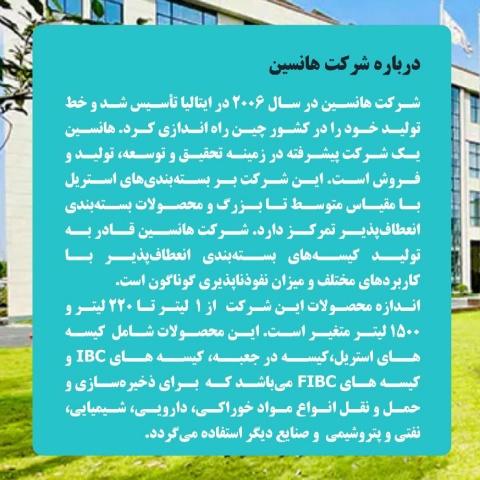 درباره شرکت هانسین
شرکت هانسین در سال ۲۰۰۶ در ایتالیا تأسیس شد و خط
تولید خود را در کشور چین راه اندازی کرد. هانسین
یک شرکت پیشرفته در زمینه تحقیق و توسعه، تولید و
فروش است. این شرکت بر بسته‌بندی‌های استریل
با مقیاس متوسط تا بزرگ و محصولات بسته‌بندی
انعطاف‌پذیر تمرکز دارد. شرکت هانسین قادر به
تولید کیسه‌های بسته‌بندی انعطاف‌پذیر با
کاربردهای مختلف و میزان نفوذناپذیری گوناگون است.
اندازه محصولات این شرکت از ۱ لیتر تا ۲۲۰ لیتر و
۱۵۰۰ لیتر متغیر است. این محصولات شامل کیسه
های استریل،کیسه در جعبه، کیسه های IBC و
کیسه های FIBC می‌باشد که برای ذخیره‌سازی و
حمل و نقل انواع مواد خوراکی، دارویی، شیمیایی،
نفتی و پتروشیمی و صنایع دیگر استفاده می‌گردد.